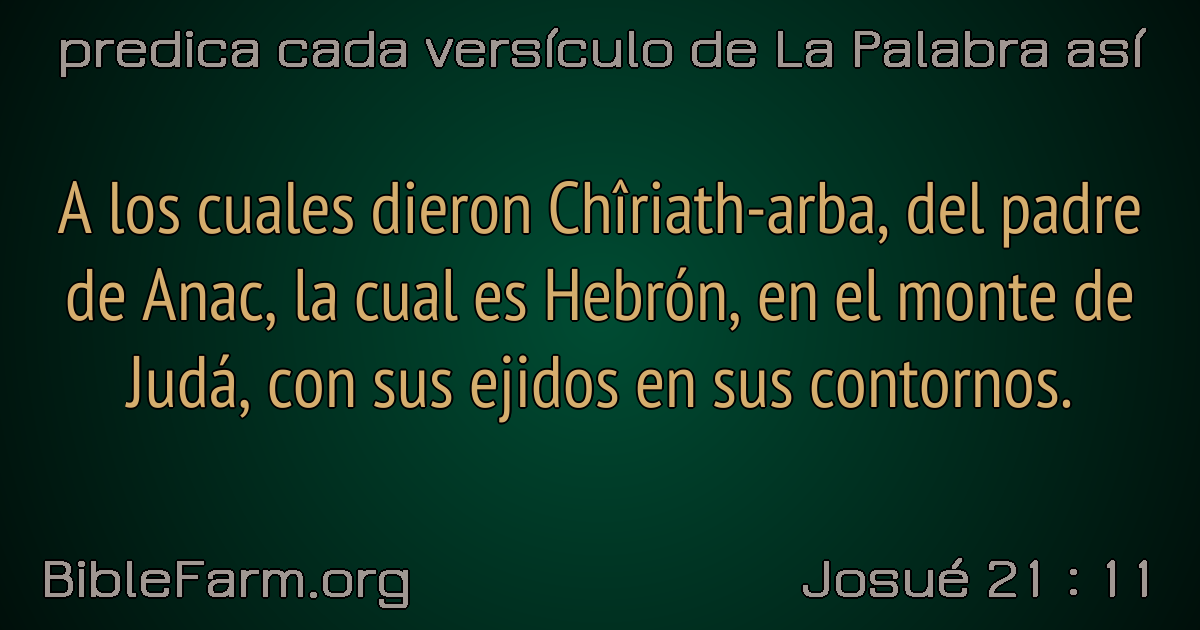 predica cada versículo de La Palabra así
A los cuales dieron Chîriath-arba, del padre
de Anac, la cual es Hebrón, en el monte de
Judá, con sus ejidos en sus contornos.
BibleFarm.org
Josué 21 : 11